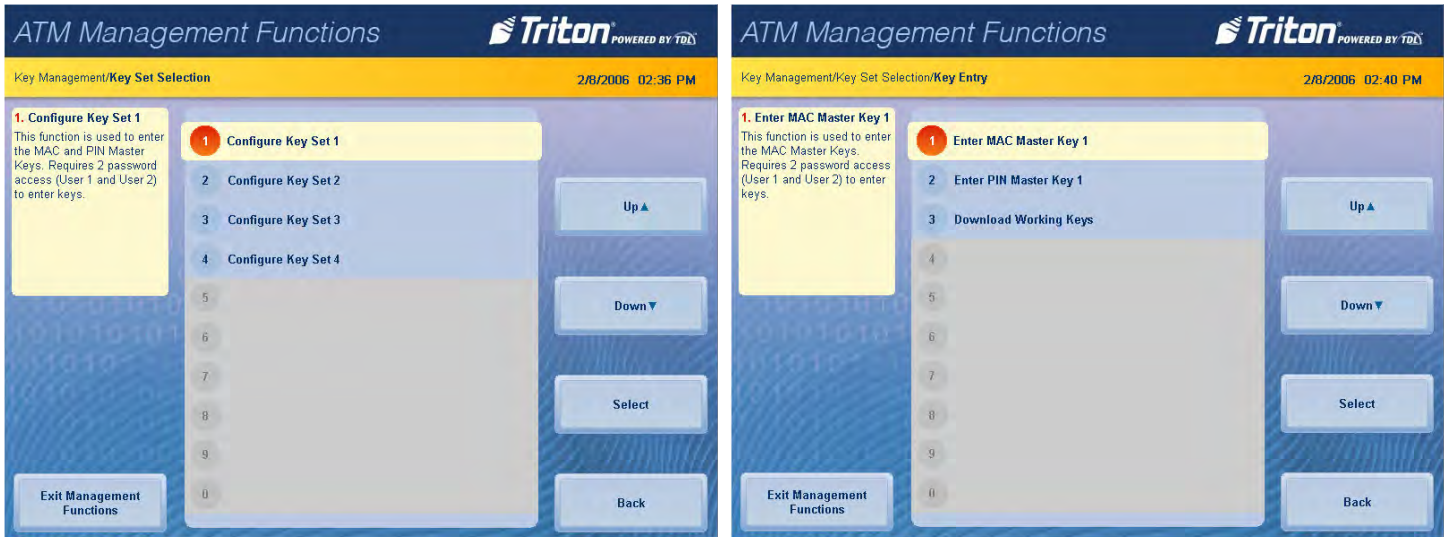 ATM Management Functions
Triton POWERED BY TDL
Key Management/Key Set Selection
2/8/2006 02:36 PM
1. Configure Key Set 1
This function is used to enter
the MAC and PIN Master
Keys. Requires 2 password
access (User 1 and User 2)
to enter keys.
1 Configure Key Set 1
2 Configure Key Set 2
3 Configure Key Set 3
4 Configure Key Set 4
5
6
7
8
9
0
Up▲
Down▼
Select
Back
Exit Management
Functions
ATM Management Functions
Triton POWERED BY TDL
Key Management/Key Set Selection/Key Entry
2/8/2006 02:40 PM
1. Enter MAC Master Key 1
This function is used to enter
the MAC Master Keys.
Requires 2 password access
(User 1 and User 2) to enter
keys.
1 Enter MAC Master Key 1
2 Enter PIN Master Key 1
3 Download Working Keys
4
5
6
7
8
9
0
Up▲
Down▼
Select
Back
Exit Management
Functions